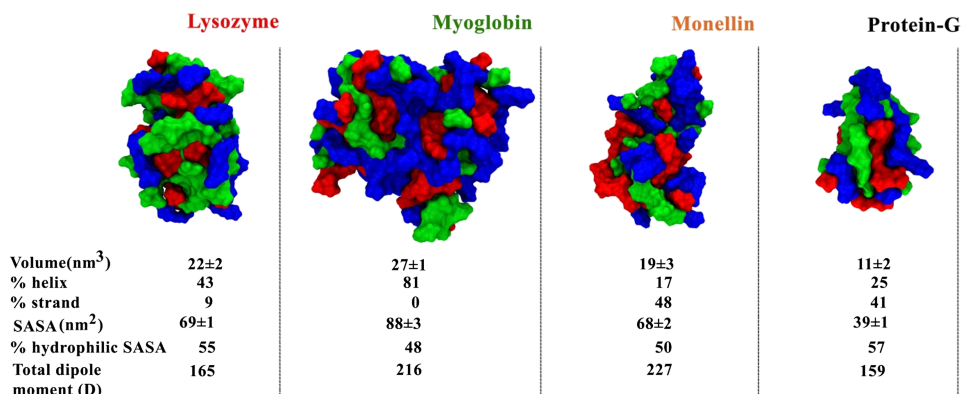 Lysozyme Myoglobin Monellin Protein-G
Volume(nm3) 22±2 27±1 19±3 11±2
% helix 43 81 17 25
% strand 9 0 48 41
SASA(nm2) 69±1 88±3 68±2 39±1
% hydrophilic SASA 55 48 50 57
Total dipole 165 216 227 159
moment (D)